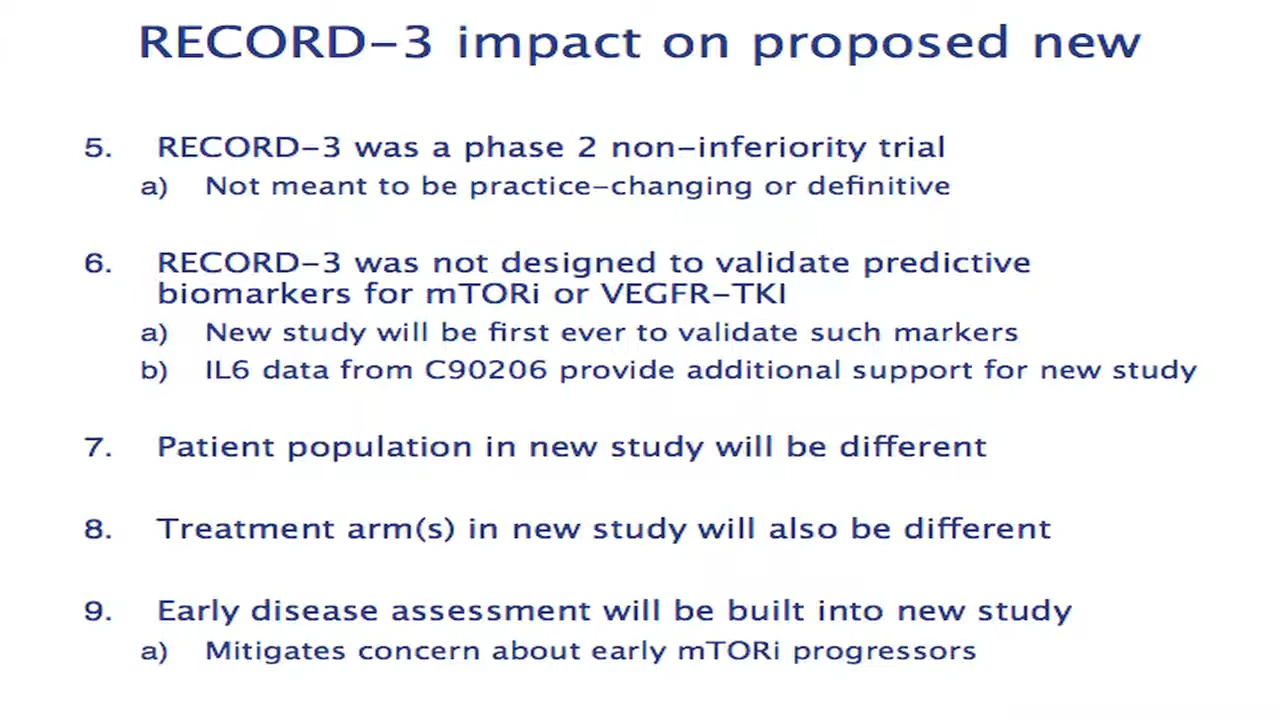 RECORD-3 impact on proposed new
5. RECORD-3 was a phase 2 non-inferiority trial
a) Not meant to be practice-changing or definitive
6. RECORD-3 was not designed to validate predictive
biomarkers for mTORi or VEGFR-TKI
a) New study will be first ever to validate such markers
b) IL6 data from C90206 provide additional support for new study
7. Patient population in new study will be different
8. Treatment arm(s) in new study will also be different
9. Early disease assessment will be built into new study
a) Mitigates concern about early mTORi progressors